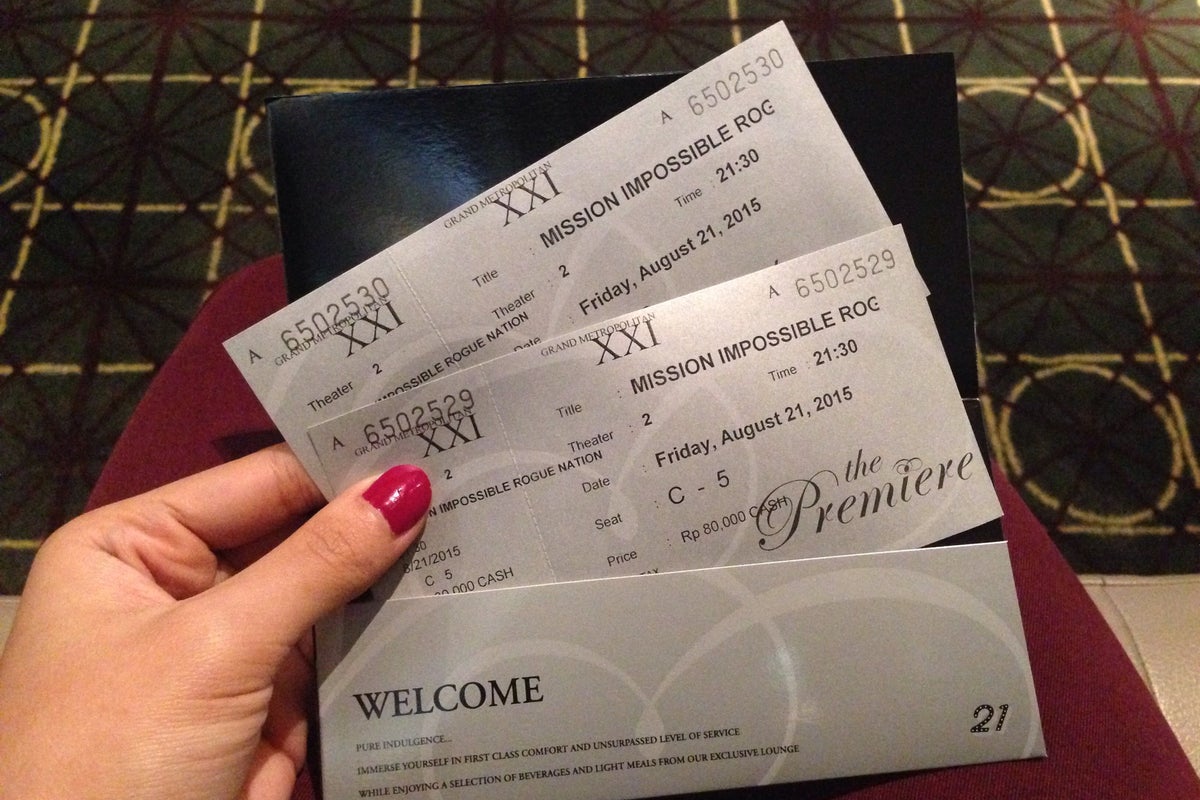 A 6502530
GRAND METROPOLITAN
XXI
Title : MISSION IMPOSSIBLE ROG
Time : 21:30
Theater : 2
Date : Friday, August 21, 2015
A 6502530
GRAND METROPOLITAN
XXI
Theater 2
IMPOSSIBLE ROGUE NATION
A 6502529
GRAND METROPOLITAN
XXI
Title : MISSION IMPOSSIBLE ROG
Time : 21:30
Theater : 2
Date : Friday, August 21, 2015
Seat : C - 5
Price : Rp 80,000 CASH
the
Premiere
A 6502529
GRAND METROPOLITAN
XXI
2
IMPOSSIBLE ROGUE NATION
/21/2015
C 5
CASH
WELCOME
PURE INDULGENCE...
IMMERSE YOURSELF IN FIRST CLASS COMFORT AND UNSURPASSED LEVEL OF SERVICE
WHILE ENJOYING A SELECTION OF BEVERAGES AND LIGHT MEALS FROM OUR EXCLUSIVE LOUNGE
21